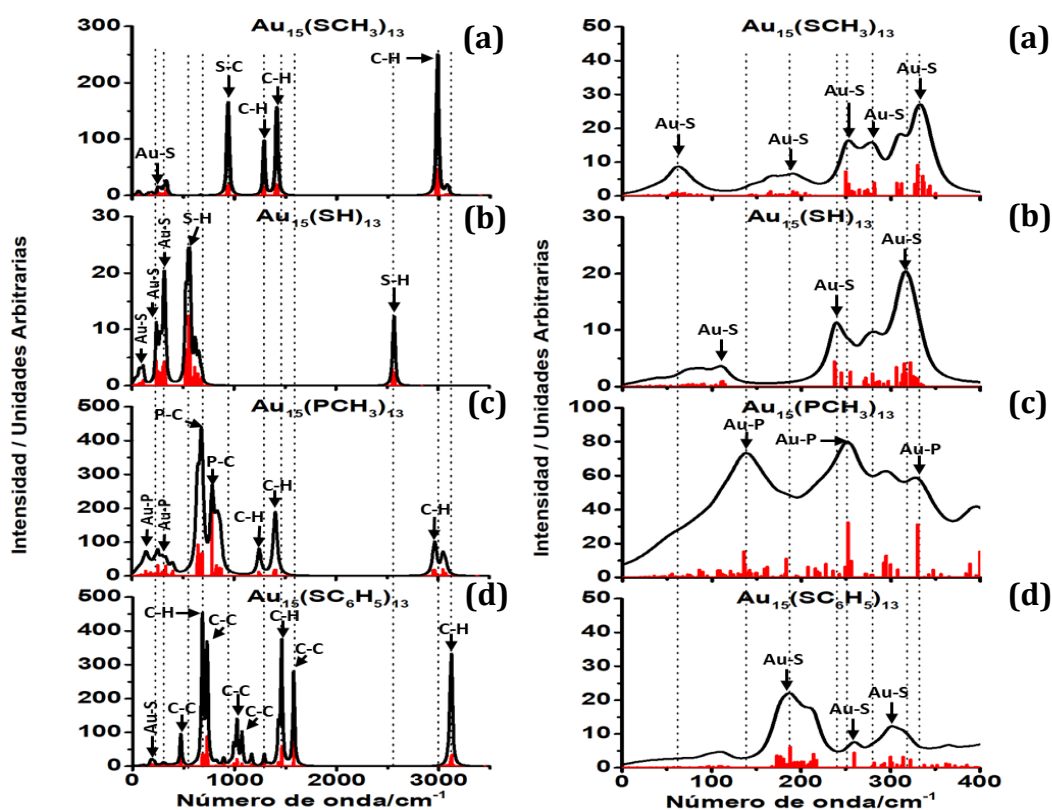 Intensidad / Unidades Arbitrarias
Au15(SCH3)13
(a)
300
200
100
0
Au-S
S-C
C-H
C-H
C-H
Au15(SH)13
(b)
30
20
10
0
Au-S
Au-S
Au-S
S-H
S-H
Au15(PCH3)13
(c)
500
400
300
200
100
0
Au-P
Au-P
P-C
P-C
C-H
C-H
C-H
Au15(SC6H5)13
(d)
500
400
300
200
100
0
Au-S
C-C
C-H
C-C
C-C
C-C
C-H
C-C
C-H
0 1000 2000 3000
Número de onda/cm-1
Intensidad / Unidades Arbitrarias
Au15(SCH3)13
(a)
50
40
30
20
10
0
Au-S
Au-S
Au-S
Au-S
Au-S
Au15(SH)13
(b)
30
20
10
0
Au-S
Au-S
Au-S
Au15(PCH3)13
(c)
100
80
60
40
20
0
Au-P
Au-P
Au-P
Au15(SC6H5)13
(d)
50
40
30
20
10
0
Au-S
Au-S
Au-S
0 100 200 300 400
Número de onda/cm-1